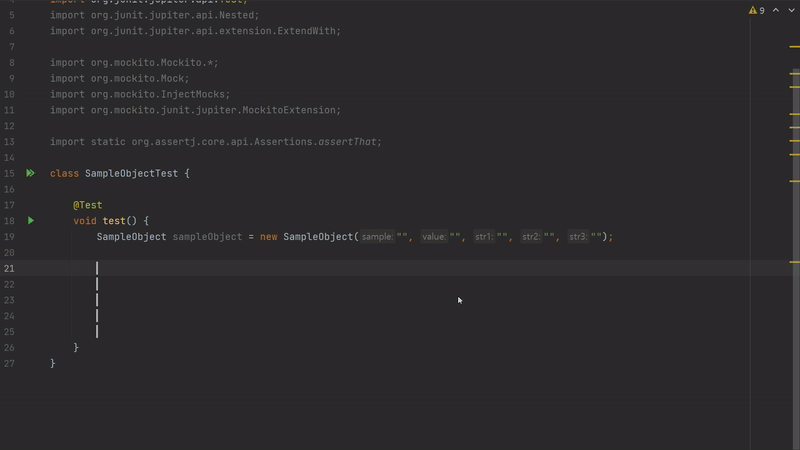 4 import org.junit.jupiter.api.Test; 9
5 import org.junit.jupiter.api.Nested;
6 import org.junit.jupiter.api.extension.ExtendWith;
7
8 import org.mockito.Mockito.*;
9 import org.mockito.Mock;
10 import org.mockito.InjectMocks;
11 import org.mockito.junit.jupiter.MockitoExtension;
12
13 import static org.assertj.core.api.Assertions.assertThat;
14
15 class SampleObjectTest {
16
17 @Test
18 void test() {
19 SampleObject sampleObject = new SampleObject( sample: "", value: "", str1: "", str2: "", str3: "");
20
21
22
23
24
25
26 }
27 }